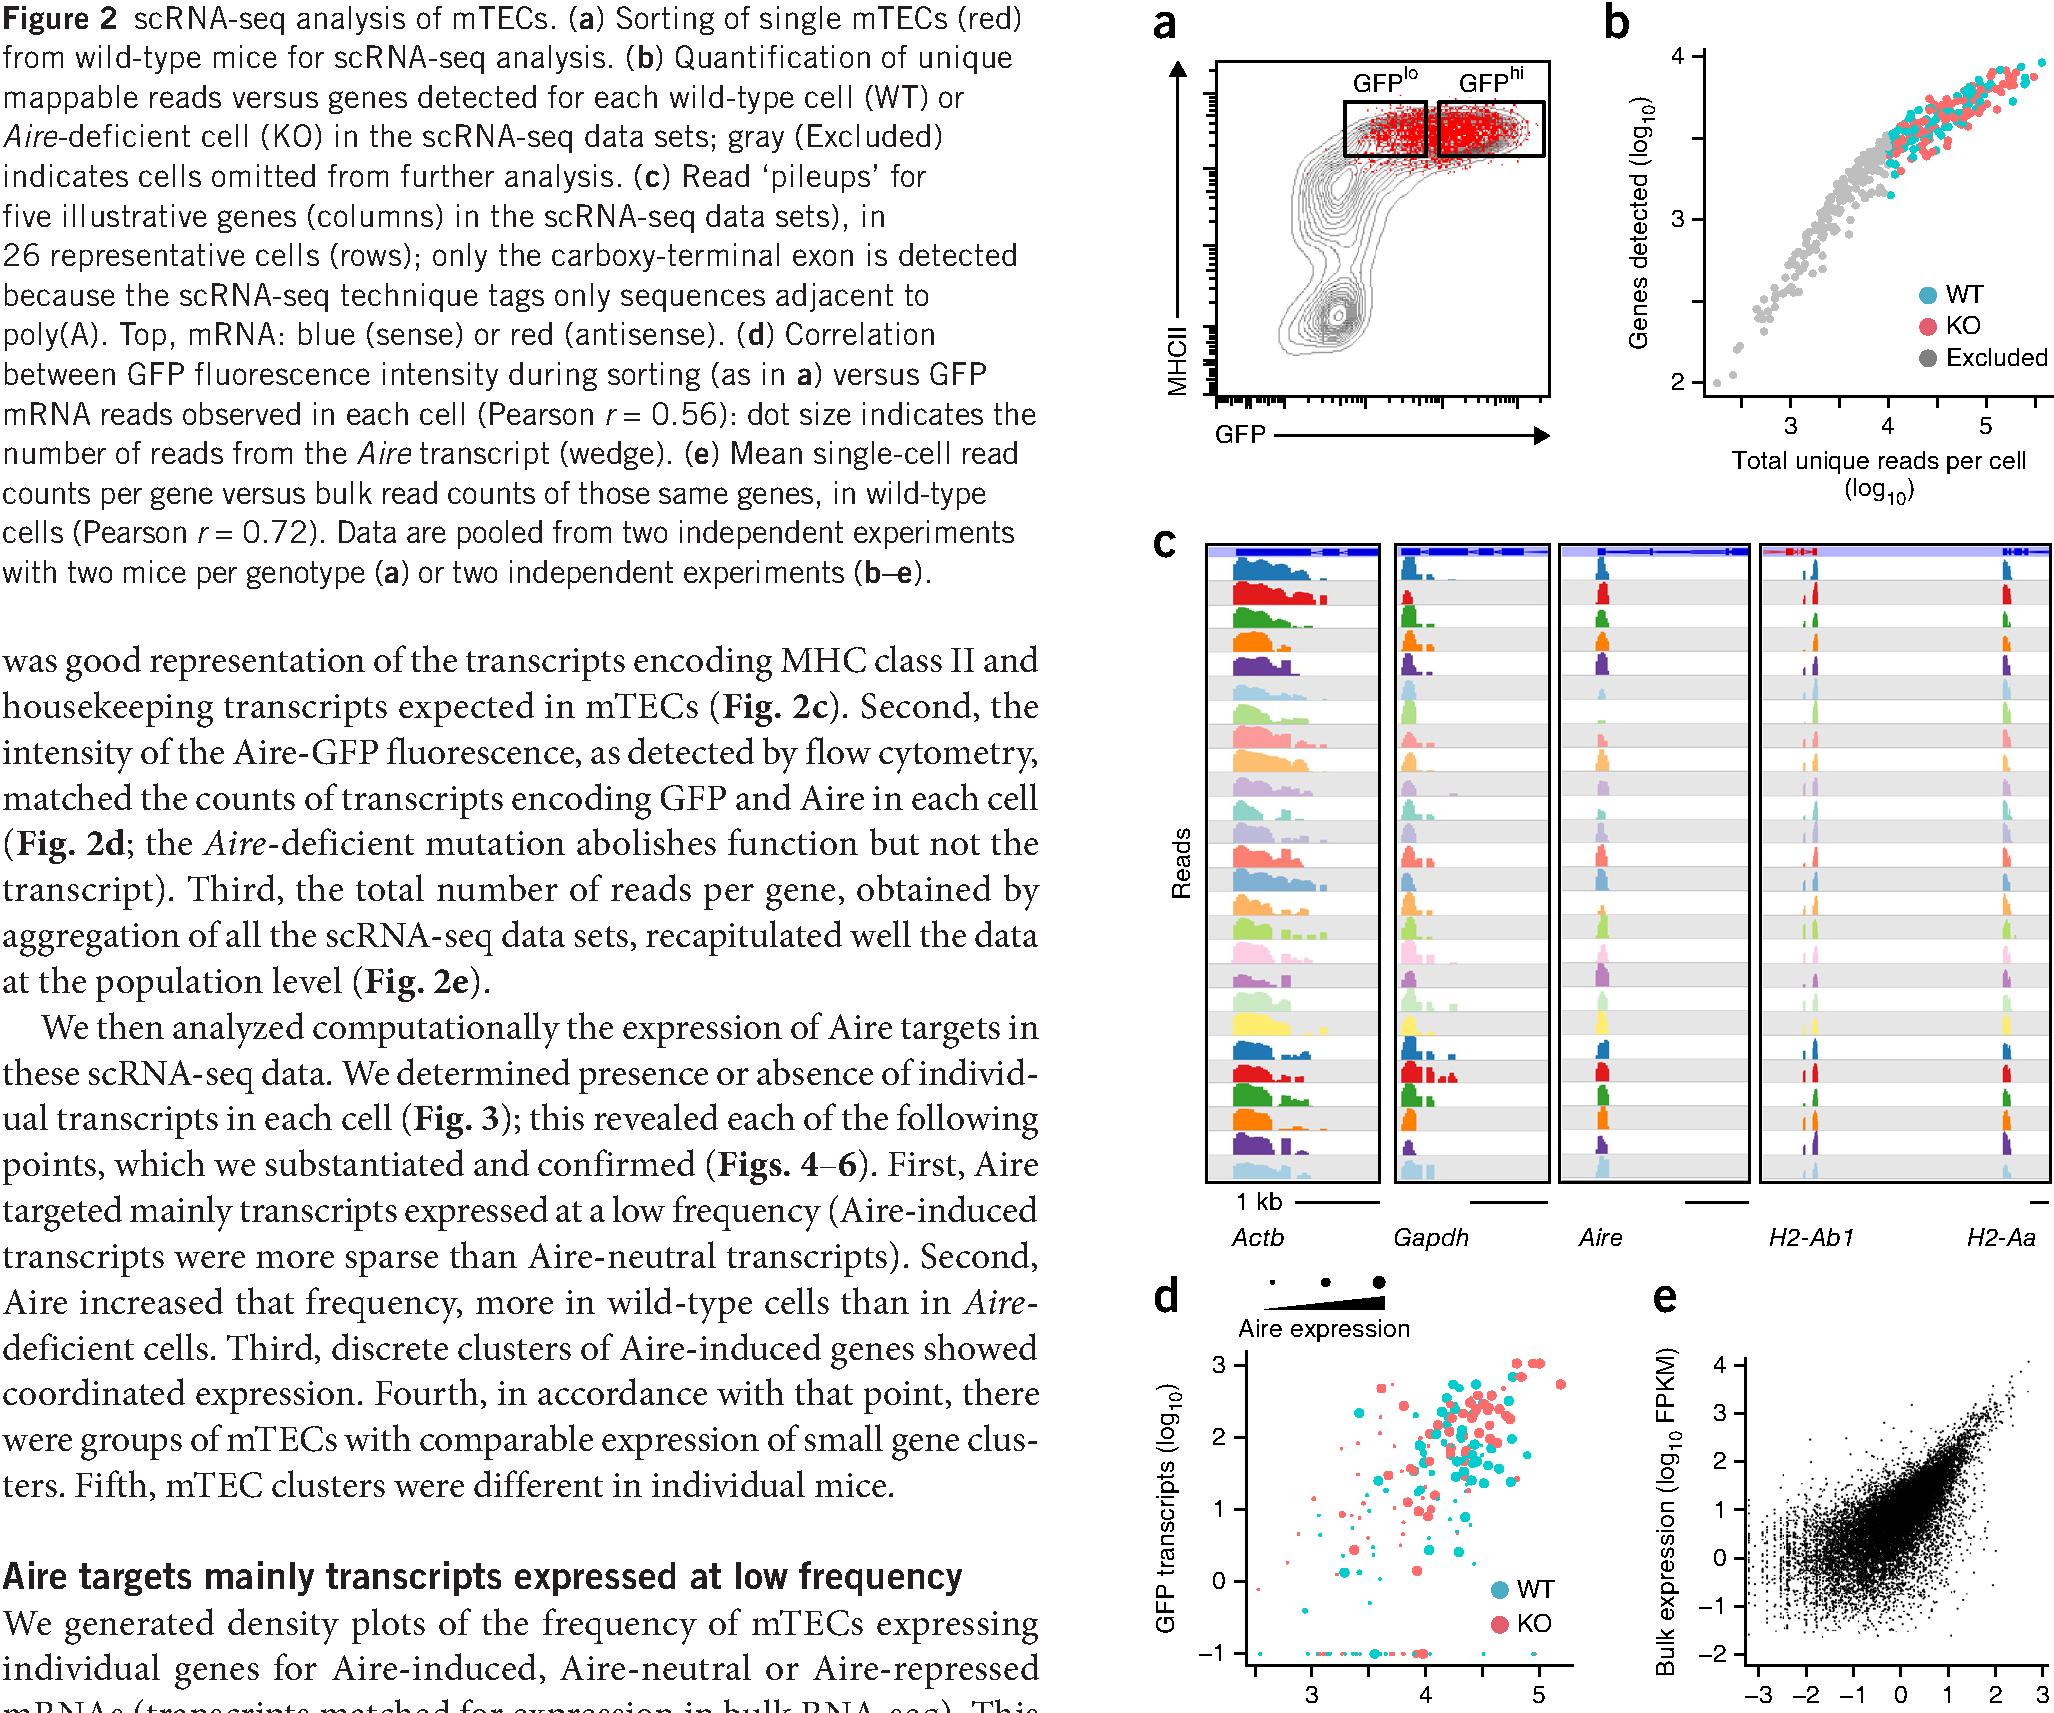 Figure 2 scRNA-seq analysis of mTECs. (a) Sorting of single mTECs (red)
from wild-type mice for scRNA-seq analysis. (b) Quantification of unique
mappable reads versus genes detected for each wild-type cell (WT) or
Aire-deficient cell (KO) in the scRNA-seq data sets; gray (Excluded)
indicates cells omitted from further analysis. (c) Read ‘pileups’ for
five illustrative genes (columns) in the scRNA-seq data sets), in
26 representative cells (rows); only the carboxy-terminal exon is detected
because the scRNA-seq technique tags only sequences adjacent to
poly(A). Top, mRNA: blue (sense) or red (antisense). (d) Correlation
between GFP fluorescence intensity during sorting (as in a) versus GFP
mRNA reads observed in each cell (Pearson r = 0.56): dot size indicates the
number of reads from the Aire transcript (wedge). (e) Mean single-cell read
counts per gene versus bulk read counts of those same genes, in wild-type
cells (Pearson r = 0.72). Data are pooled from two independent experiments
with two mice per genotype (a) or two independent experiments (b–e).
was good representation of the transcripts encoding MHC class II and
housekeeping transcripts expected in mTECs (Fig. 2c). Second, the
intensity of the Aire-GFP fluorescence, as detected by flow cytometry,
matched the counts of transcripts encoding GFP and Aire in each cell
(Fig. 2d; the Aire-deficient mutation abolishes function but not the
transcript). Third, the total number of reads per gene, obtained by
aggregation of all the scRNA-seq data sets, recapitulated well the data
at the population level (Fig. 2e).
We then analyzed computationally the expression of Aire targets in
these scRNA-seq data. We determined presence or absence of individ-
ual transcripts in each cell (Fig. 3); this revealed each of the following
points, which we substantiated and confirmed (Figs. 4–6). First, Aire
targeted mainly transcripts expressed at a low frequency (Aire-induced
transcripts were more sparse than Aire-neutral transcripts). Second,
Aire increased that frequency, more in wild-type cells than in Aire-
deficient cells. Third, discrete clusters of Aire-induced genes showed
coordinated expression. Fourth, in accordance with that point, there
were groups of mTECs with comparable expression of small gene clus-
ters. Fifth, mTEC clusters were different in individual mice.
Aire targets mainly transcripts expressed at low frequency
We generated density plots of the frequency of mTECs expressing
individual genes for Aire-induced, Aire-neutral or Aire-repressed
mRNAs (transcripts matched for expression in bulk RNA-seq). This
a
GFPlo GFPhi
MHCII
GFP
b
Genes detected (log10)
4
3
2
WT
KO
Excluded
3 4 5
Total unique reads per cell
(log10)
c
Reads
1 kb
Actb Gapdh Aire H2-Ab1 H2-Aa
d
Aire expression
GFP transcripts (log10)
3
2
1
0
−1
WT
KO
3 4 5
e
Bulk expression (log10 FPKM)
4
3
2
1
0
−1
−2
−3 −2 −1 0 1 2 3